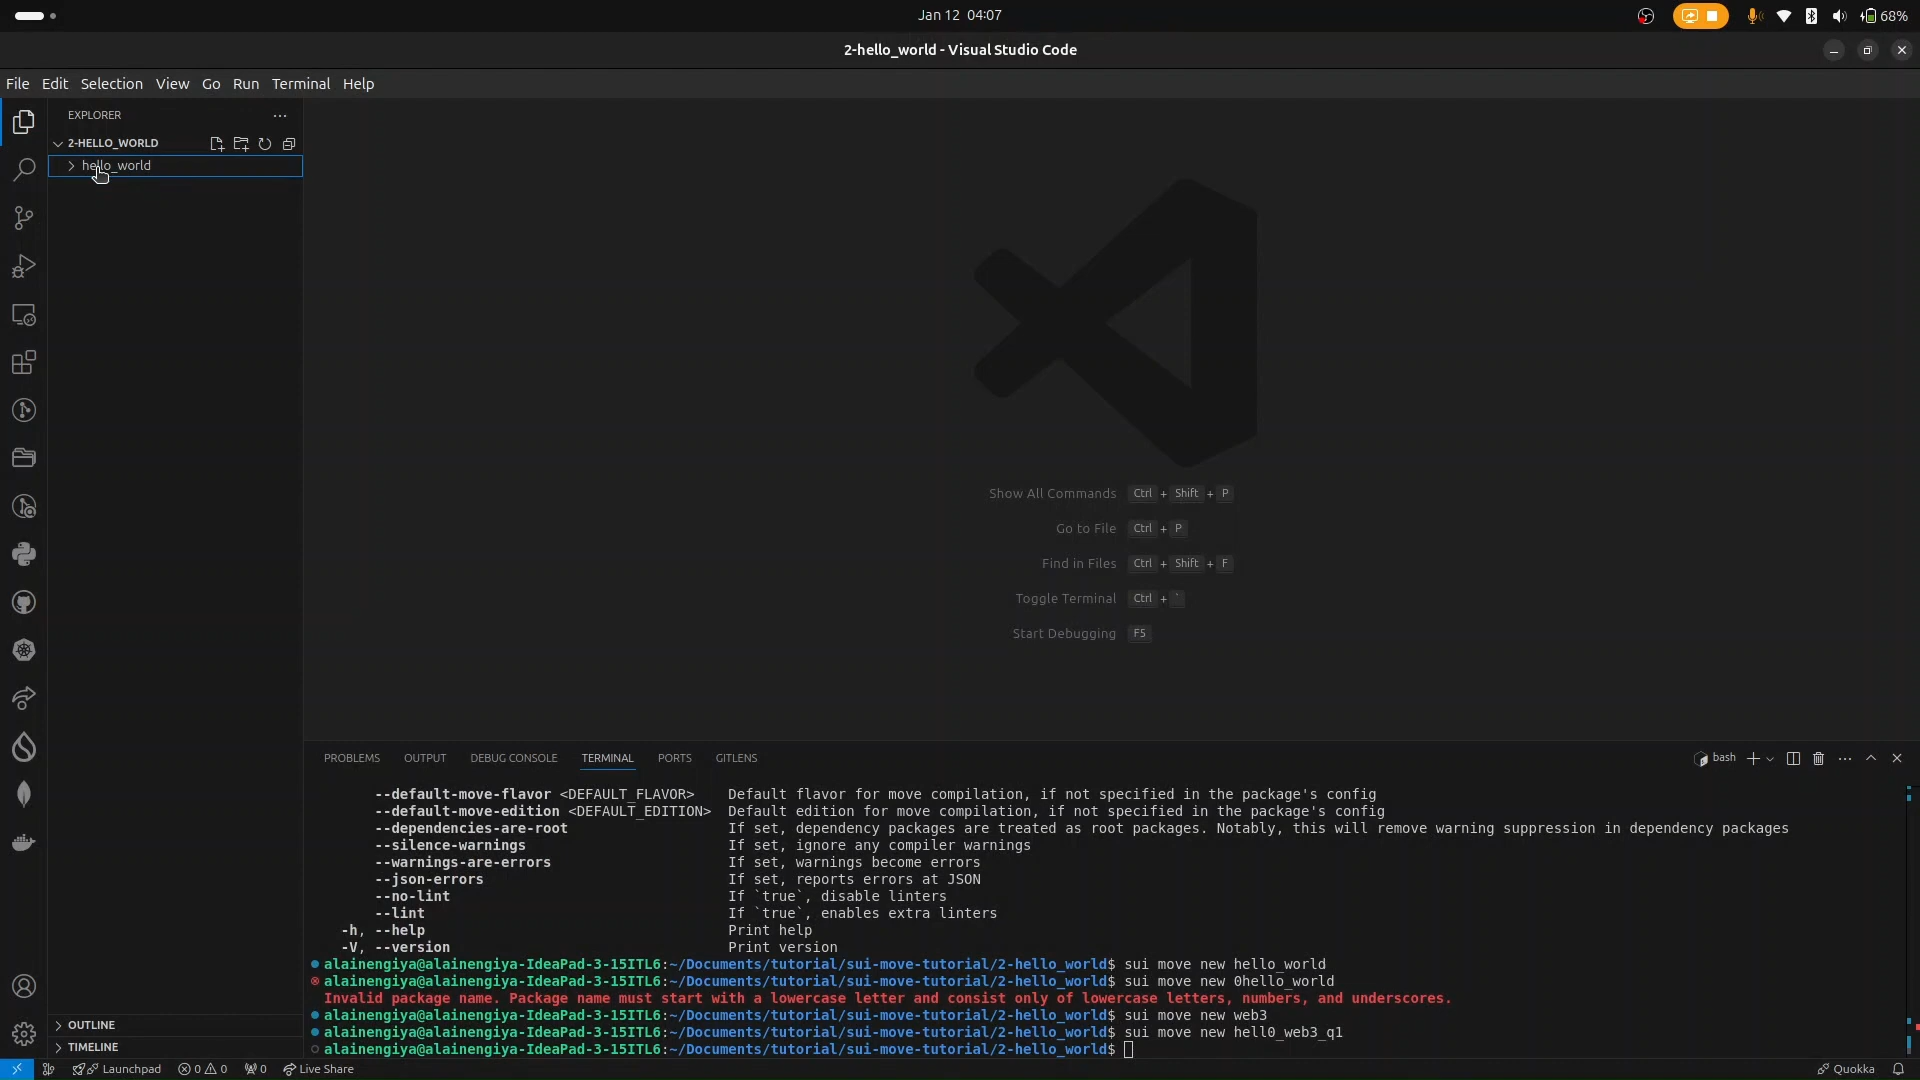 Jan 12 04:07
68%
2-hello_world - Visual Studio Code
File Edit Selection View Go Run Terminal Help
EXPLORER
2-HELLO_WORLD
hello_world
Show All Commands Ctrl + Shift + P
Go to File Ctrl + P
Find in Files Ctrl + Shift + F
Toggle Terminal Ctrl + `
Start Debugging F5
PROBLEMS OUTPUT DEBUG CONSOLE TERMINAL PORTS GITLENS
bash
--default-move-flavor <DEFAULT_FLAVOR> Default flavor for move compilation, if not specified in the package's config
--default-move-edition <DEFAULT_EDITION> Default edition for move compilation, if not specified in the package's config
--dependencies-are-root If set, dependency packages are treated as root packages. Notably, this will remove warning suppression in dependency packages
--silence-warnings If set, ignore any compiler warnings
--warnings-are-errors If set, warnings become errors
--json-errors If set, reports errors at JSON
--no-lint If `true`, disable linters
--lint If `true`, enables extra linters
-h, --help Print help
-V, --version Print version
alainengiya@alainengiya-IdeaPad-3-15ITL6:~/Documents/tutorial/sui-move-tutorial/2-hello_world$ sui move new hello_world
alainengiya@alainengiya-IdeaPad-3-15ITL6:~/Documents/tutorial/sui-move-tutorial/2-hello_world$ sui move new 0hello_world
Invalid package name. Package name must start with a lowercase letter and consist only of lowercase letters, numbers, and underscores.
alainengiya@alainengiya-IdeaPad-3-15ITL6:~/Documents/tutorial/sui-move-tutorial/2-hello_world$ sui move new web3
alainengiya@alainengiya-IdeaPad-3-15ITL6:~/Documents/tutorial/sui-move-tutorial/2-hello_world$ sui move new hell0_web3_q1
alainengiya@alainengiya-IdeaPad-3-15ITL6:~/Documents/tutorial/sui-move-tutorial/2-hello_world$
OUTLINE
TIMELINE
Launchpad 0 0 0 Live Share Quokka